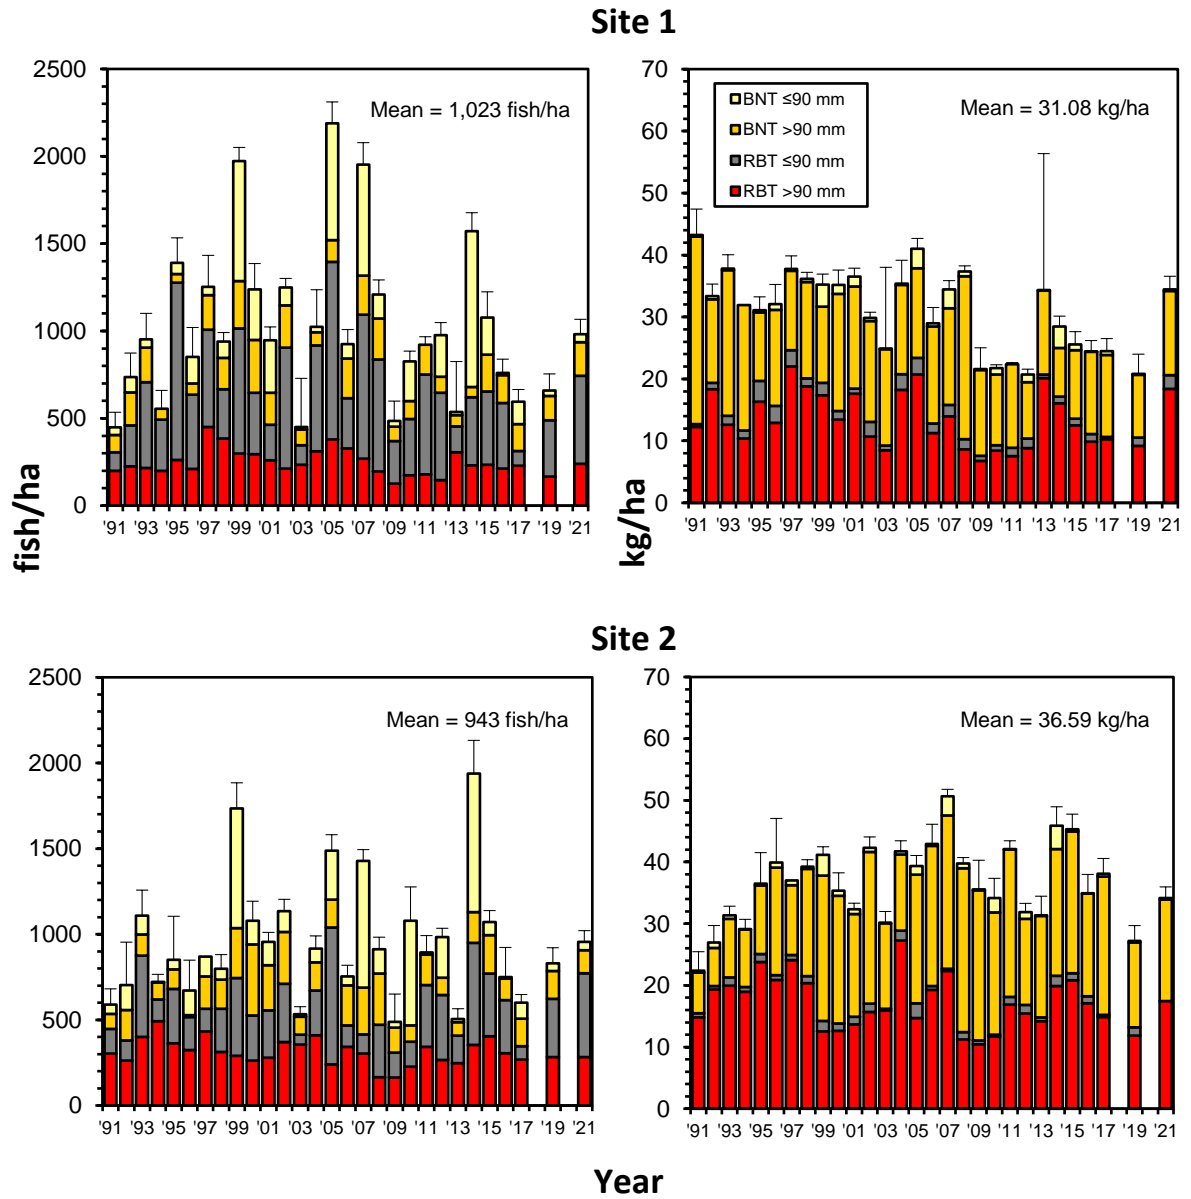 Site 1
2500
2000
1500
1000
500
0
Mean = 1,023 fish/ha
'91 '93 '95 '97 '99 '01 '03 '05 '07 '09 '11 '13 '15 '17 '19 '21
fish/ha
70
60
50
40
30
20
10
0
BNT ≤90 mm
BNT >90 mm
RBT ≤90 mm
RBT >90 mm
Mean = 31.08 kg/ha
'91 '93 '95 '97 '99 '01 '03 '05 '07 '09 '11 '13 '15 '17 '19 '21
kg/ha
Site 2
2500
2000
1500
1000
500
0
Mean = 943 fish/ha
'91 '93 '95 '97 '99 '01 '03 '05 '07 '09 '11 '13 '15 '17 '19 '21
70
60
50
40
30
20
10
0
Mean = 36.59 kg/ha
'91 '93 '95 '97 '99 '01 '03 '05 '07 '09 '11 '13 '15 '17 '19 '21
Year